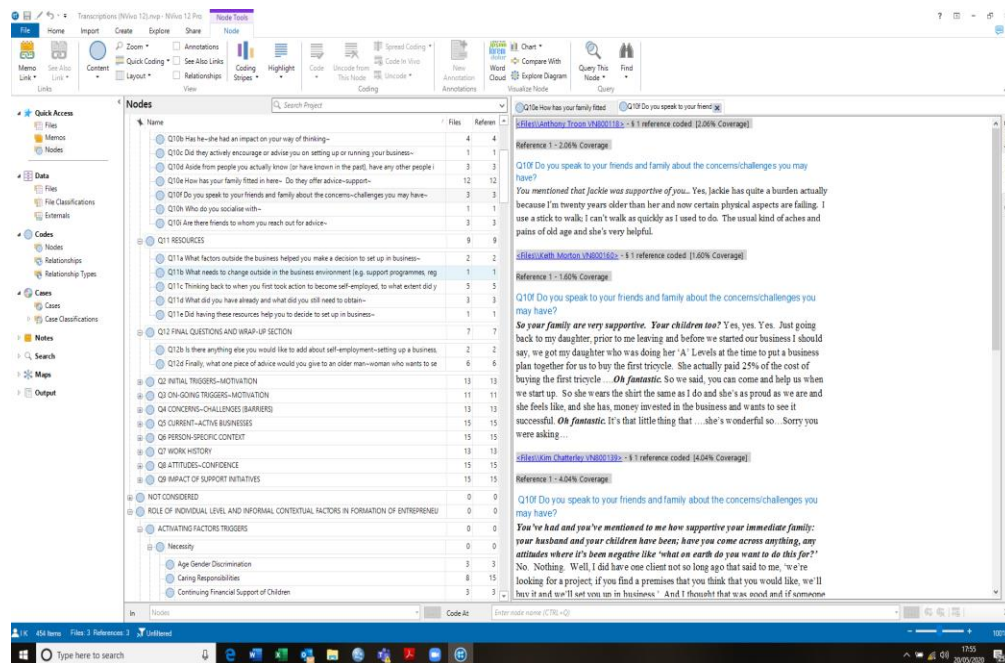 Transcriptions (NVivo 12).nvp - NVivo 12 Pro
Node Tools
File
Home
Import
Create
Explore
Share
Node
Memo Link
See Also Link
Links
Content
Zoom
Quick Coding
Layout
Annotations
See Also Links
Relationships
View
Coding Stripes
Highlight
Code
Uncode from This Node
Spread Coding
Code In Vivo
Uncode
Coding
New Annotation
Annotations
Word Cloud
Chart
Compare With
Explore Diagram
Visualize Node
Query This Node
Find
Query
Quick Access
Files
Memos
Nodes
Data
Files
File Classifications
Externals
Codes
Nodes
Relationships
Relationship Types
Cases
Cases
Case Classifications
Notes
Search
Maps
Output
Nodes
Search Project
Name Files Referen
Q10b Has he~she had an impact on your way of thinking~ 4 4
Q10c Did they actively encourage or advise you on setting up or running your business~ 1 1
Q10d Aside from people you actually know (or have known in the past), have any other people i 3 3
Q10e How has your family fitted in here~ Do they offer advice~support~ 12 12
Q10f Do you speak to your friends and family about the concerns~challenges you may have~ 3 3
Q10h Who do you socialise with~ 1 1
Q10i Are there friends to whom you reach out for advice~ 3 3
Q11 RESOURCES 9 9
Q11a What factors outside the business helped you make a decision to set up in business~ 2 2
Q11b What needs to change outside in the business environment (e.g. support programmes, reg 1 1
Q11c Thinking back to when you first took action to become self-employed, to what extent did y 5 5
Q11d What did you have already and what did you still need to obtain~ 3 3
Q11e Did having these resources help you to decide to set up in business~ 1 1
Q12 FINAL QUESTIONS AND WRAP-UP SECTION 7 7
Q12b Is there anything else you would like to add about self-employment~setting up a business, 2 2
Q12d Finally, what one piece of advice would you give to an older man~woman who wants to se 6 6
Q2 INITIAL TRIGGERS~MOTIVATION 13 13
Q3 ON-GOING TRIGGERS~MOTIVATION 11 11
Q4 CONCERNS~CHALLENGES (BARRIERS) 13 13
Q5 CURRENT~ACTIVE BUSINESSES 15 15
Q6 PERSON-SPECIFIC CONTEXT 15 15
Q7 WORK HISTORY 13 13
Q8 ATTITUDES~CONFIDENCE 15 15
Q9 IMPACT OF SUPPORT INITIATIVES 15 15
NOT CONSIDERED 0 0
ROLE OF INDIVIDUAL LEVEL AND INFORMAL CONTEXTUAL FACTORS IN FORMATION OF ENTREPRENEU 0 0
ACTIVATING FACTORS TRIGGERS 0 0
Necessity 0 0
Age Gender Discrimination 3 3
Caring Responsibilities 8 15
Continuing Financial Support of Children 3 3
Q10e How has your family fitted
Q10f Do you speak to your friend
<Files\\Anthony Troon VN800118> - § 1 reference coded [2.06% Coverage]
Reference 1 - 2.06% Coverage
Q10f Do you speak to your friends and family about the concerns/challenges you may
have?
You mentioned that Jackie was supportive of you.. Yes, Jackie has quite a burden actually
because I'm twenty years older than her and now certain physical aspects are failing. I
use a stick to walk; I can't walk as quickly as I used to do. The usual kind of aches and
pains of old age and she's very helpful.
<Files\\Keith Morton VN800160> - § 1 reference coded [1.60% Coverage]
Reference 1 - 1.60% Coverage
Q10f Do you speak to your friends and family about the concerns/challenges you
may have?
So your family are very supportive. Your children too? Yes, yes. Yes. Just going
back to my daughter, prior to me leaving and before we started our business I should
say, we got my daughter who was doing her 'A' Levels at the time to put a business
plan together for us to buy the first tricycle. She actually paid 25% of the cost of
buying the first tricycle ....Oh fantastic. So we said, you can come and help us when
we start up. So she wears the shirt the same as I do and she's as proud as we are and
she feels like, and she has, money invested in the business and wants to see it
successful. Oh fantastic. It's that little thing that ....she's wonderful so...Sorry you
were asking...
<Files\\Kim Chatterley VN800139> - § 1 reference coded [4.04% Coverage]
Reference 1 - 4.04% Coverage
Q10f Do you speak to your friends and family about the concerns/challenges you
may have?
You've had and you've mentioned to me how supportive your immediate family:
your husband and your children have been; have you come across anything, any
attitudes where it's been negative like 'what on earth do you want to do this for?'
No. Nothing. Well, I did have one client not so long ago that said to me, 'we're
looking for a project, if you find a premises that you think that you would like, we'll
buy it and we'll set you up in business.' And I thought that was good and if someone
In
Nodes
Code At
Enter node name (CTRL+Q)
454 Items Files: 3 References: 3 Unfiltered
Type here to search
17:55
20/05/2020